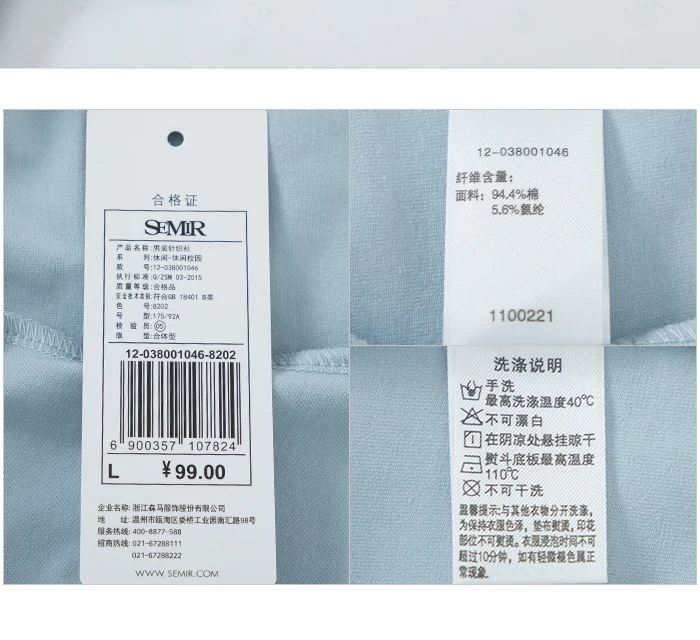 合格证
SEMIR
产品名称:男装针织衫
系 列:休闲-休闲校园
款 号:12-038001046
执行标准:Q/ZSM 03-2015
质量等级:合格品
安全技术类别:符合GB 18401 B类
色 号:8202
号 型:175/92A
检 验 员:05
版 型:合体型
12-038001046-8202
6 900357 107824
L ¥99.00
企业名称:浙江森马服饰股份有限公司
地 址:温州市瓯海区娄桥工业园南汇路98号
服务热线:400-8877-588
招商热线:021-67288111
021-67288222
WWW.SEMIR.COM
12-038001046
纤维含量:
面料: 94.4%棉
5.6%氨纶
1100221
洗涤说明
手洗
最高洗涤温度40℃
不可漂白
在阴凉处悬挂晾干
熨斗底板最高温度
110℃
不可干洗
温馨提示:与其他衣物分开洗涤,
为保持衣服色泽,垫布熨烫,印花
部位不可熨烫。衣服浸泡时间不可
超过10分钟,如有轻微褪色属正
常现象.